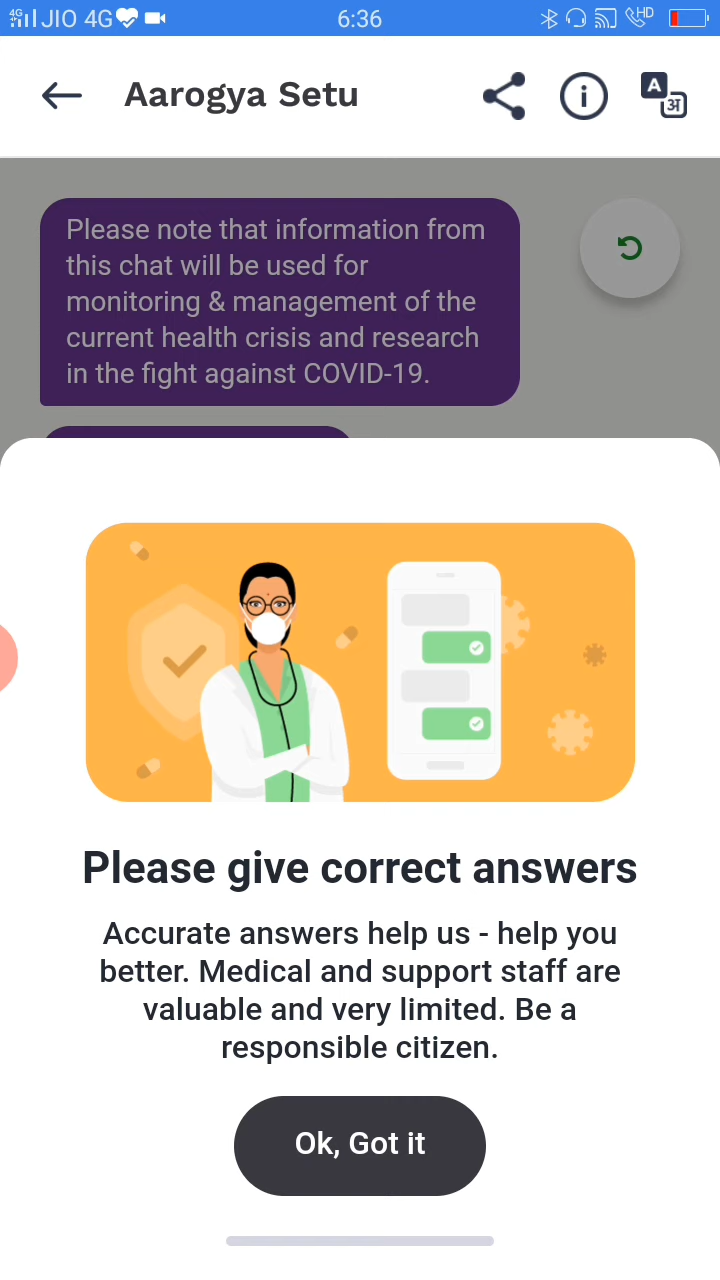 4G JIO 4G 6:36 HD
Aarogya Setu A अ
Please note that information from
this chat will be used for
monitoring & management of the
current health crisis and research
in the fight against COVID-19.
Please give correct answers
Accurate answers help us - help you
better. Medical and support staff are
valuable and very limited. Be a
responsible citizen.
Ok, Got it